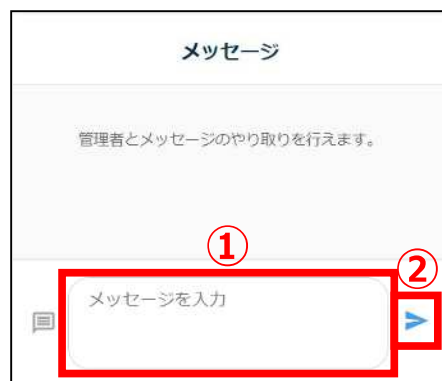 メッセージ
管理者とメッセージのやり取りを行えます。
①
②
メッセージを入力